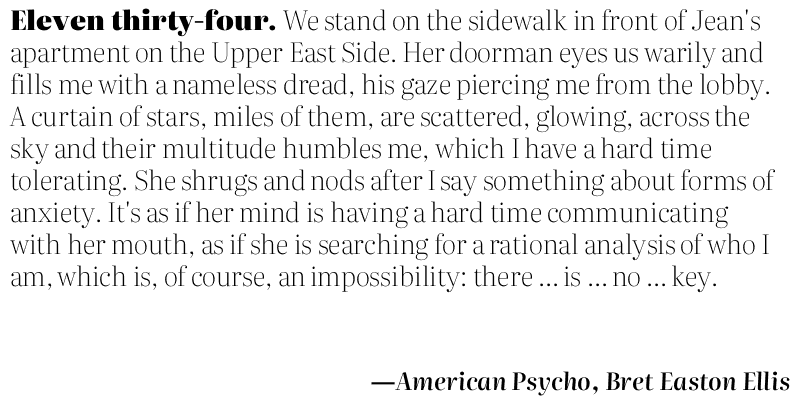 Eleven thirty-four. We stand on the sidewalk in front of Jean's
apartment on the Upper East Side. Her doorman eyes us warily and
fills me with a nameless dread, his gaze piercing me from the lobby.
A curtain of stars, miles of them, are scattered, glowing, across the
sky and their multitude humbles me, which I have a hard time
tolerating. She shrugs and nods after I say something about forms of
anxiety. It's as if her mind is having a hard time communicating
with her mouth, as if she is searching for a rational analysis of who I
am, which is, of course, an impossibility: there ... is ... no ... key.
—American Psycho, Bret Easton Ellis